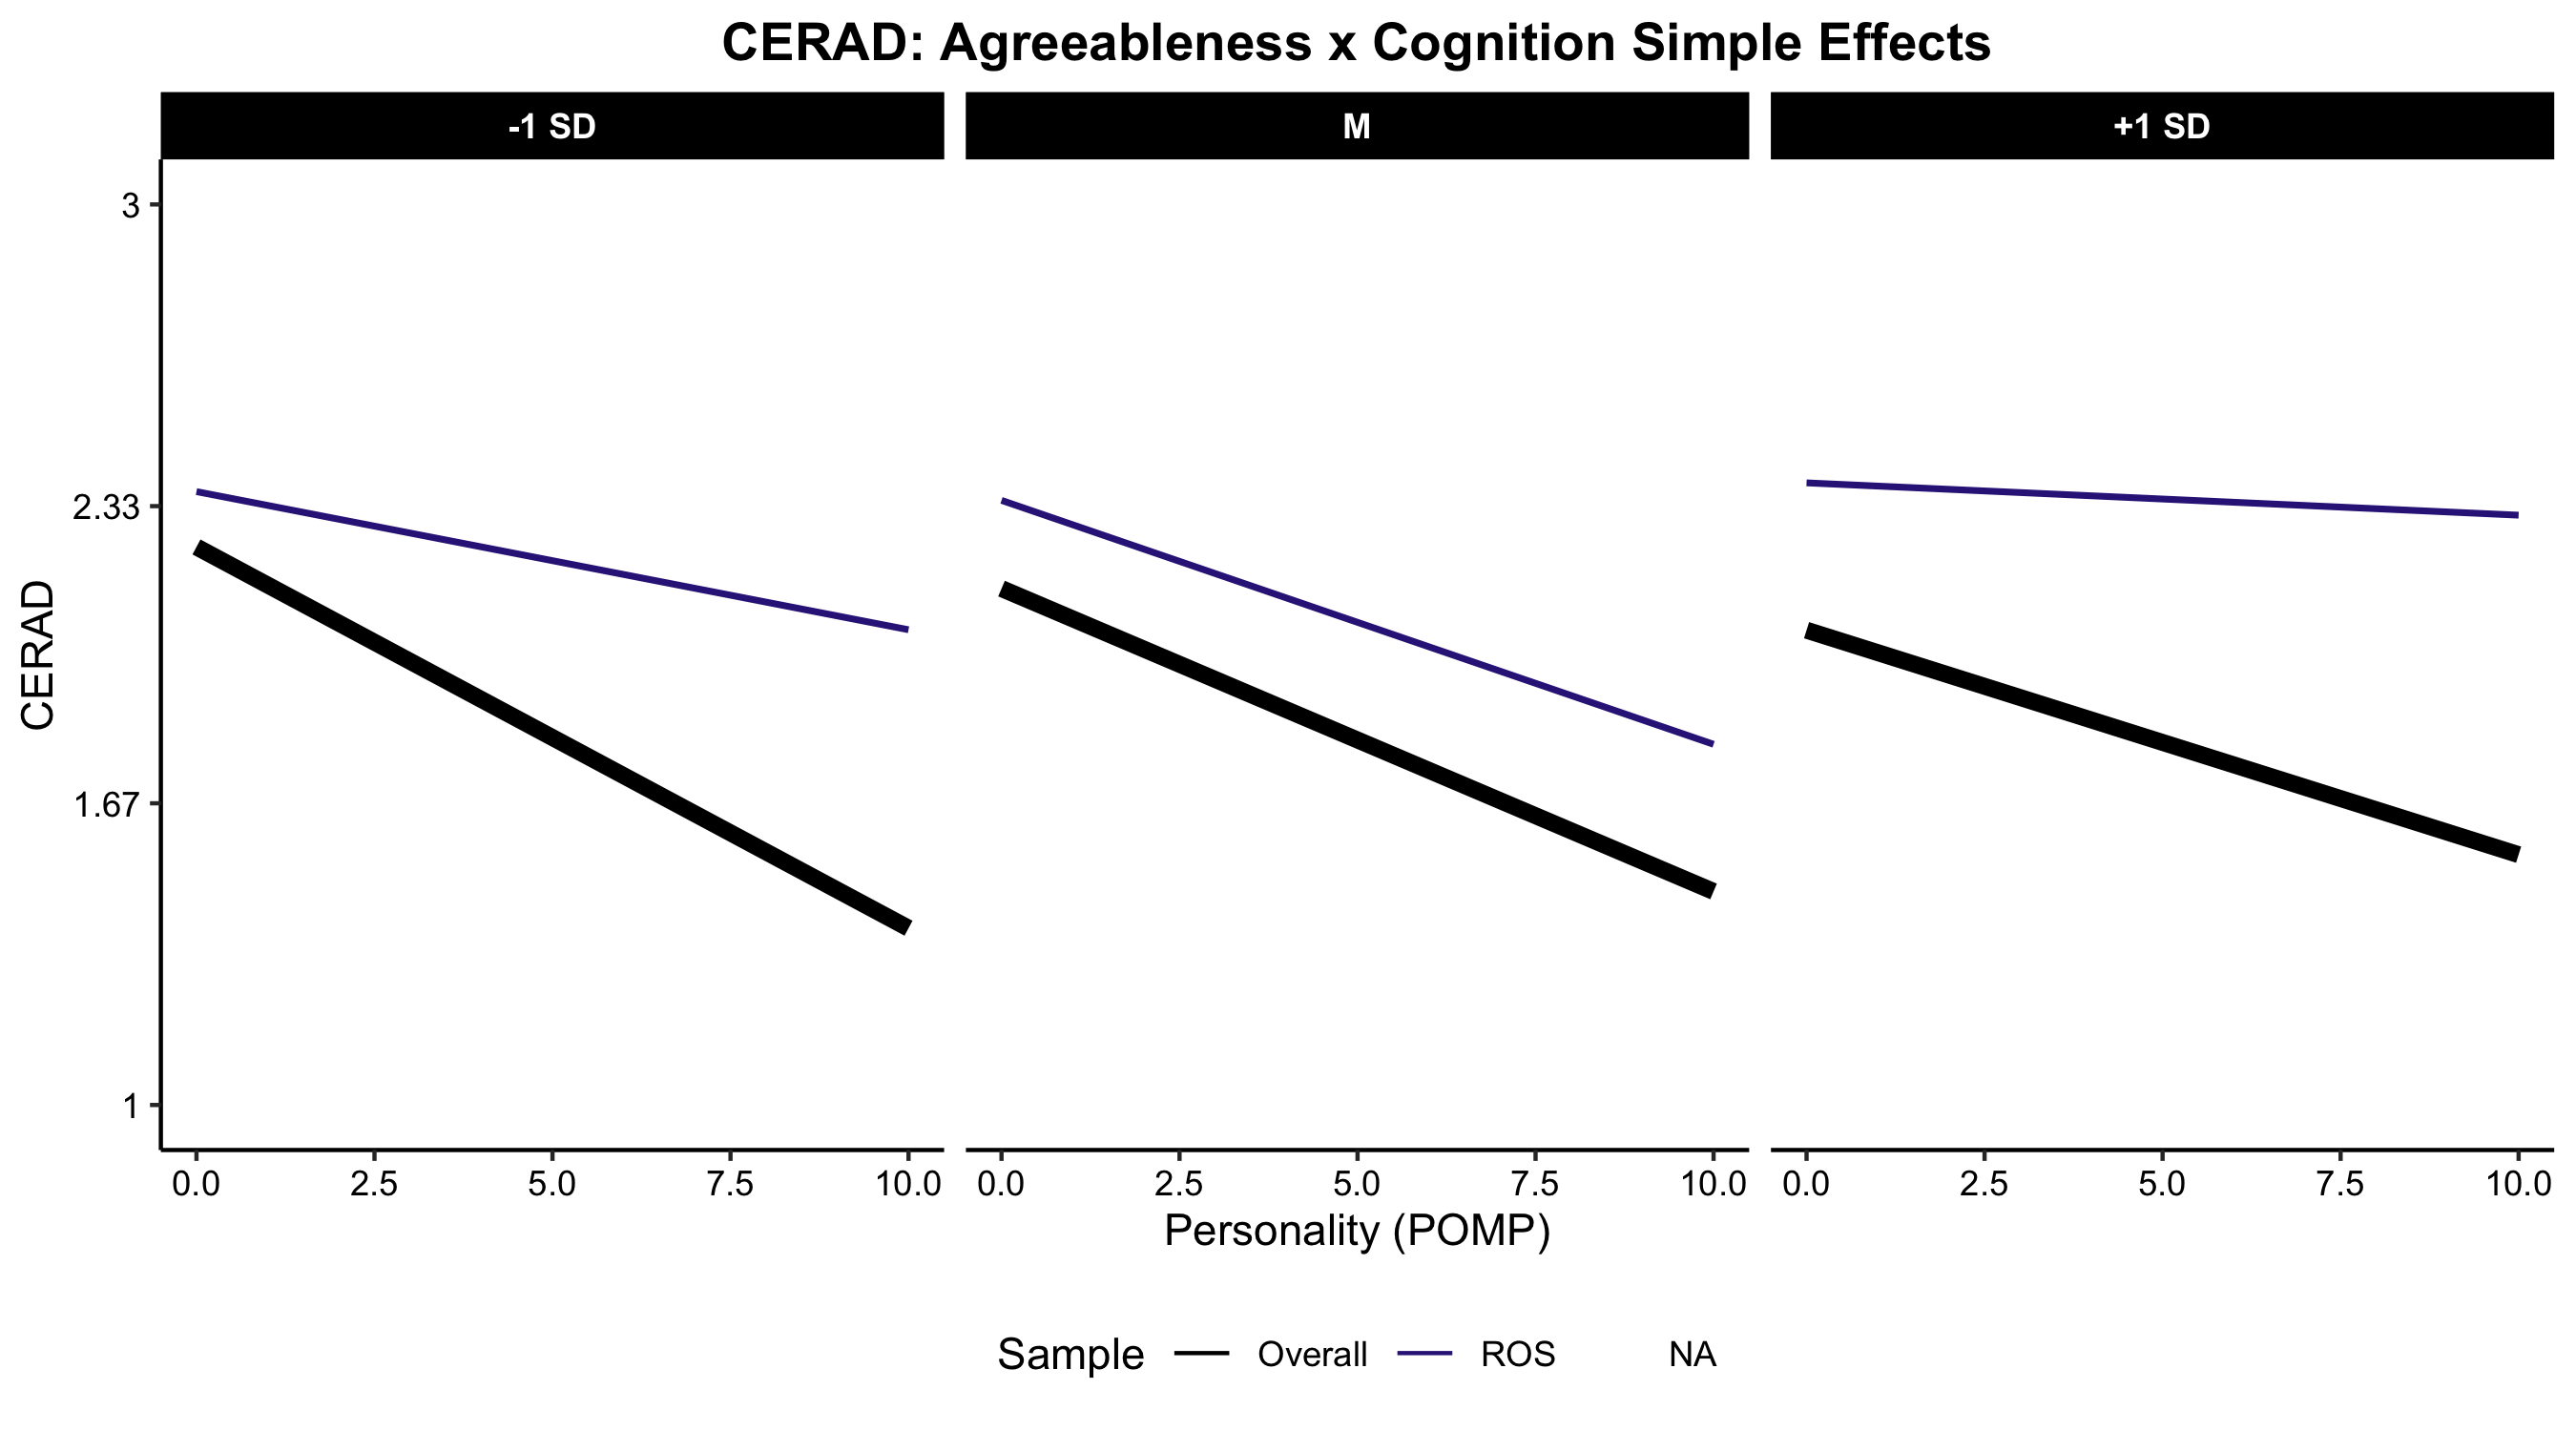 CERAD: Agreeableness x Cognition Simple Effects
-1 SD M +1 SD
3
2.33
1.67
1
CERAD
0.0 2.5 5.0 7.5 10.0 0.0 2.5 5.0 7.5 10.0 0.0 2.5 5.0 7.5 10.0
Personality (POMP)
Sample Overall ROS NA